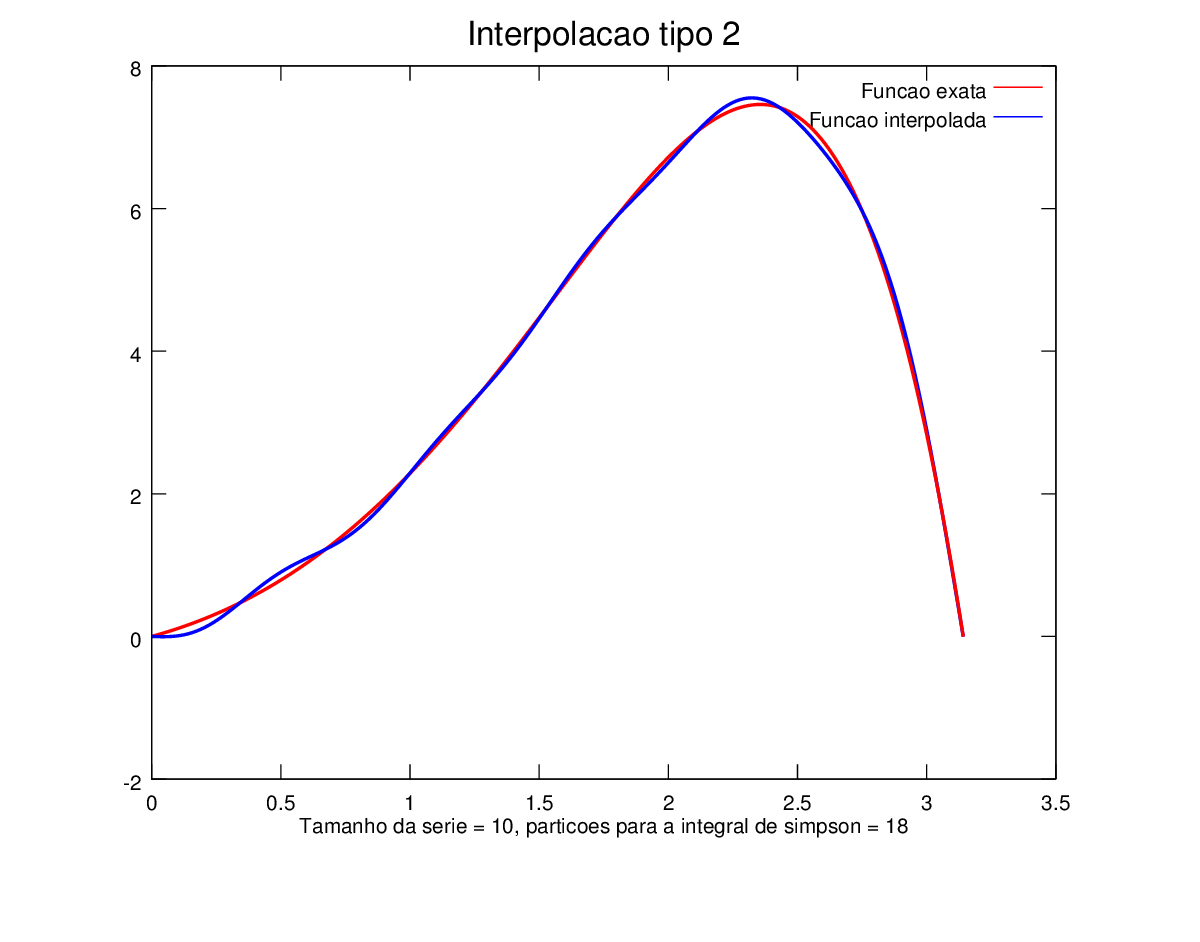 Interpolacao tipo 2
8
Funcao exata
Funcao interpolada
6
4
2
0
-2
0 0.5 1 1.5 2 2.5 3 3.5
Tamanho da serie = 10, particoes para a integral de simpson = 18